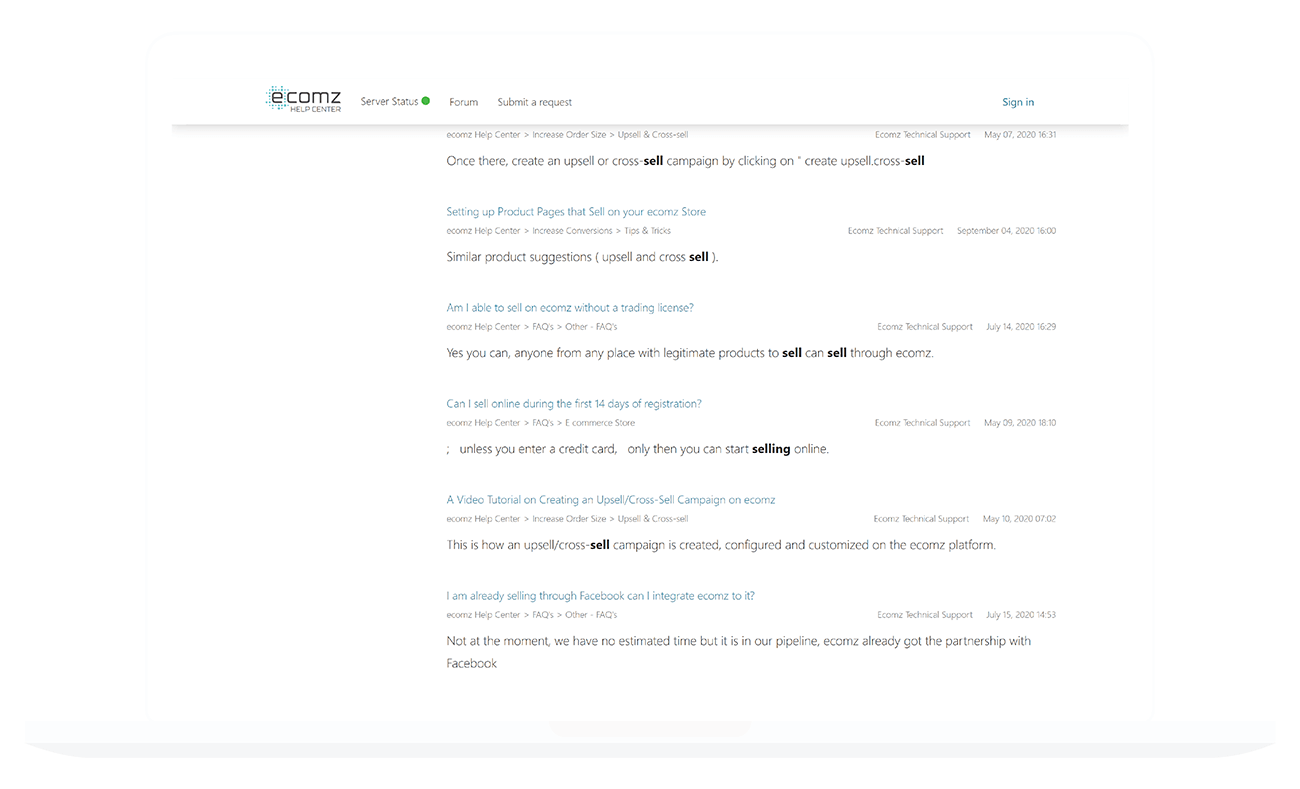 ecomz
HELP CENTER
Server Status
Forum
Submit a request
Sign in
ecomz Help Center > Increase Order Size > Upsell & Cross-sell
Ecomz Technical Support May 07, 2020 16:31
Once there, create an upsell or cross-sell campaign by clicking on " create upsell.cross-sell
Setting up Product Pages that Sell on your ecomz Store
ecomz Help Center > Increase Conversions > Tips & Tricks
Ecomz Technical Support September 04, 2020 16:00
Similar product suggestions ( upsell and cross sell ).
Am I able to sell on ecomz without a trading license?
ecomz Help Center > FAQ's > Other - FAQ's
Ecomz Technical Support July 14, 2020 16:29
Yes you can, anyone from any place with legitimate products to sell can sell through ecomz.
Can I sell online during the first 14 days of registration?
ecomz Help Center > FAQ's > E commerce Store
Ecomz Technical Support May 09, 2020 18:10
; unless you enter a credit card, only then you can start selling online.
A Video Tutorial on Creating an Upsell/Cross-Sell Campaign on ecomz
ecomz Help Center > Increase Order Size > Upsell & Cross-sell
Ecomz Technical Support May 10, 2020 07:02
This is how an upsell/cross-sell campaign is created, configured and customized on the ecomz platform.
I am already selling through Facebook can I integrate ecomz to it?
ecomz Help Center > FAQ's > Other - FAQ's
Ecomz Technical Support July 15, 2020 14:53
Not at the moment, we have no estimated time but it is in our pipeline, ecomz already got the partnership with
Facebook